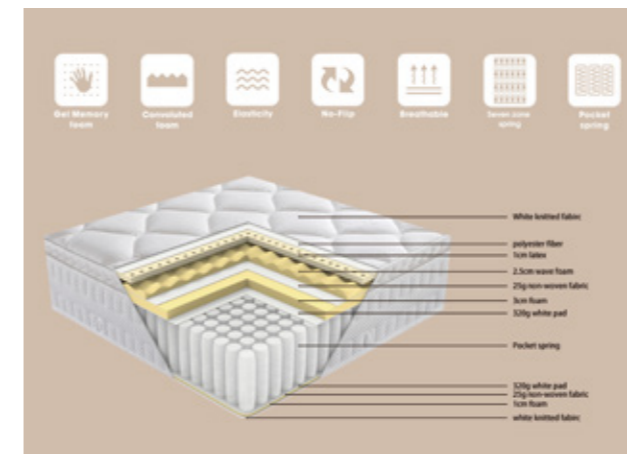 Gel Memory
foam
Convoluted
foam
Elasticity
No-Flip
Breathable
Seven zone
spring
Pocket
spring
White knitted fabric
polyester fiber
1cm latex
2.5cm wave foam
25g non-woven fabric
3cm foam
320g white pad
Pocket spring
320g white pad
25g non-woven fabric
1cm foam
white knitted fabric